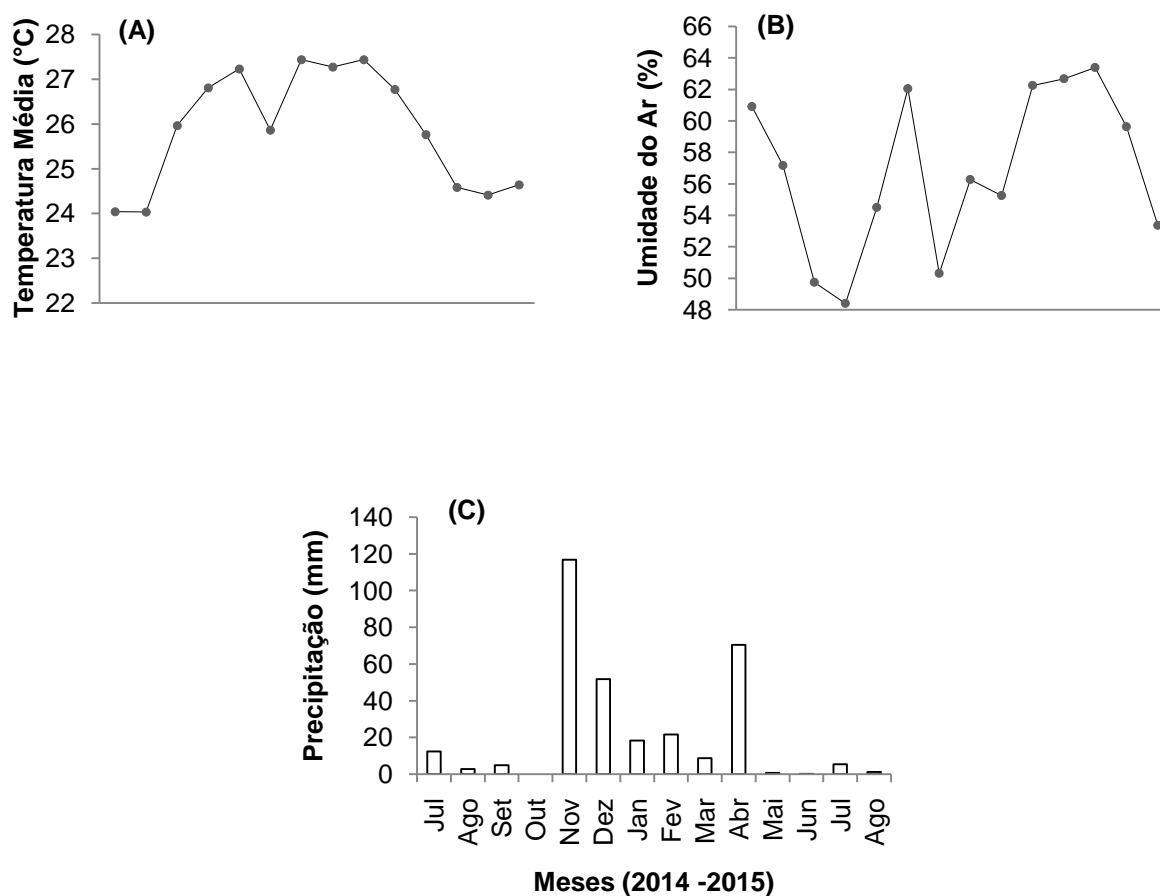 (A)
Temperatura Média (°C)
28
27
26
25
24
23
22
(B)
Umidade do Ar (%)
66
64
62
60
58
56
54
52
50
48
(C)
Precipitação (mm)
140
120
100
80
60
40
20
0
Jul
Ago
Set
Out
Nov
Dez
Jan
Fev
Mar
Abr
Mai
Jun
Jul
Ago
Meses (2014 -2015)